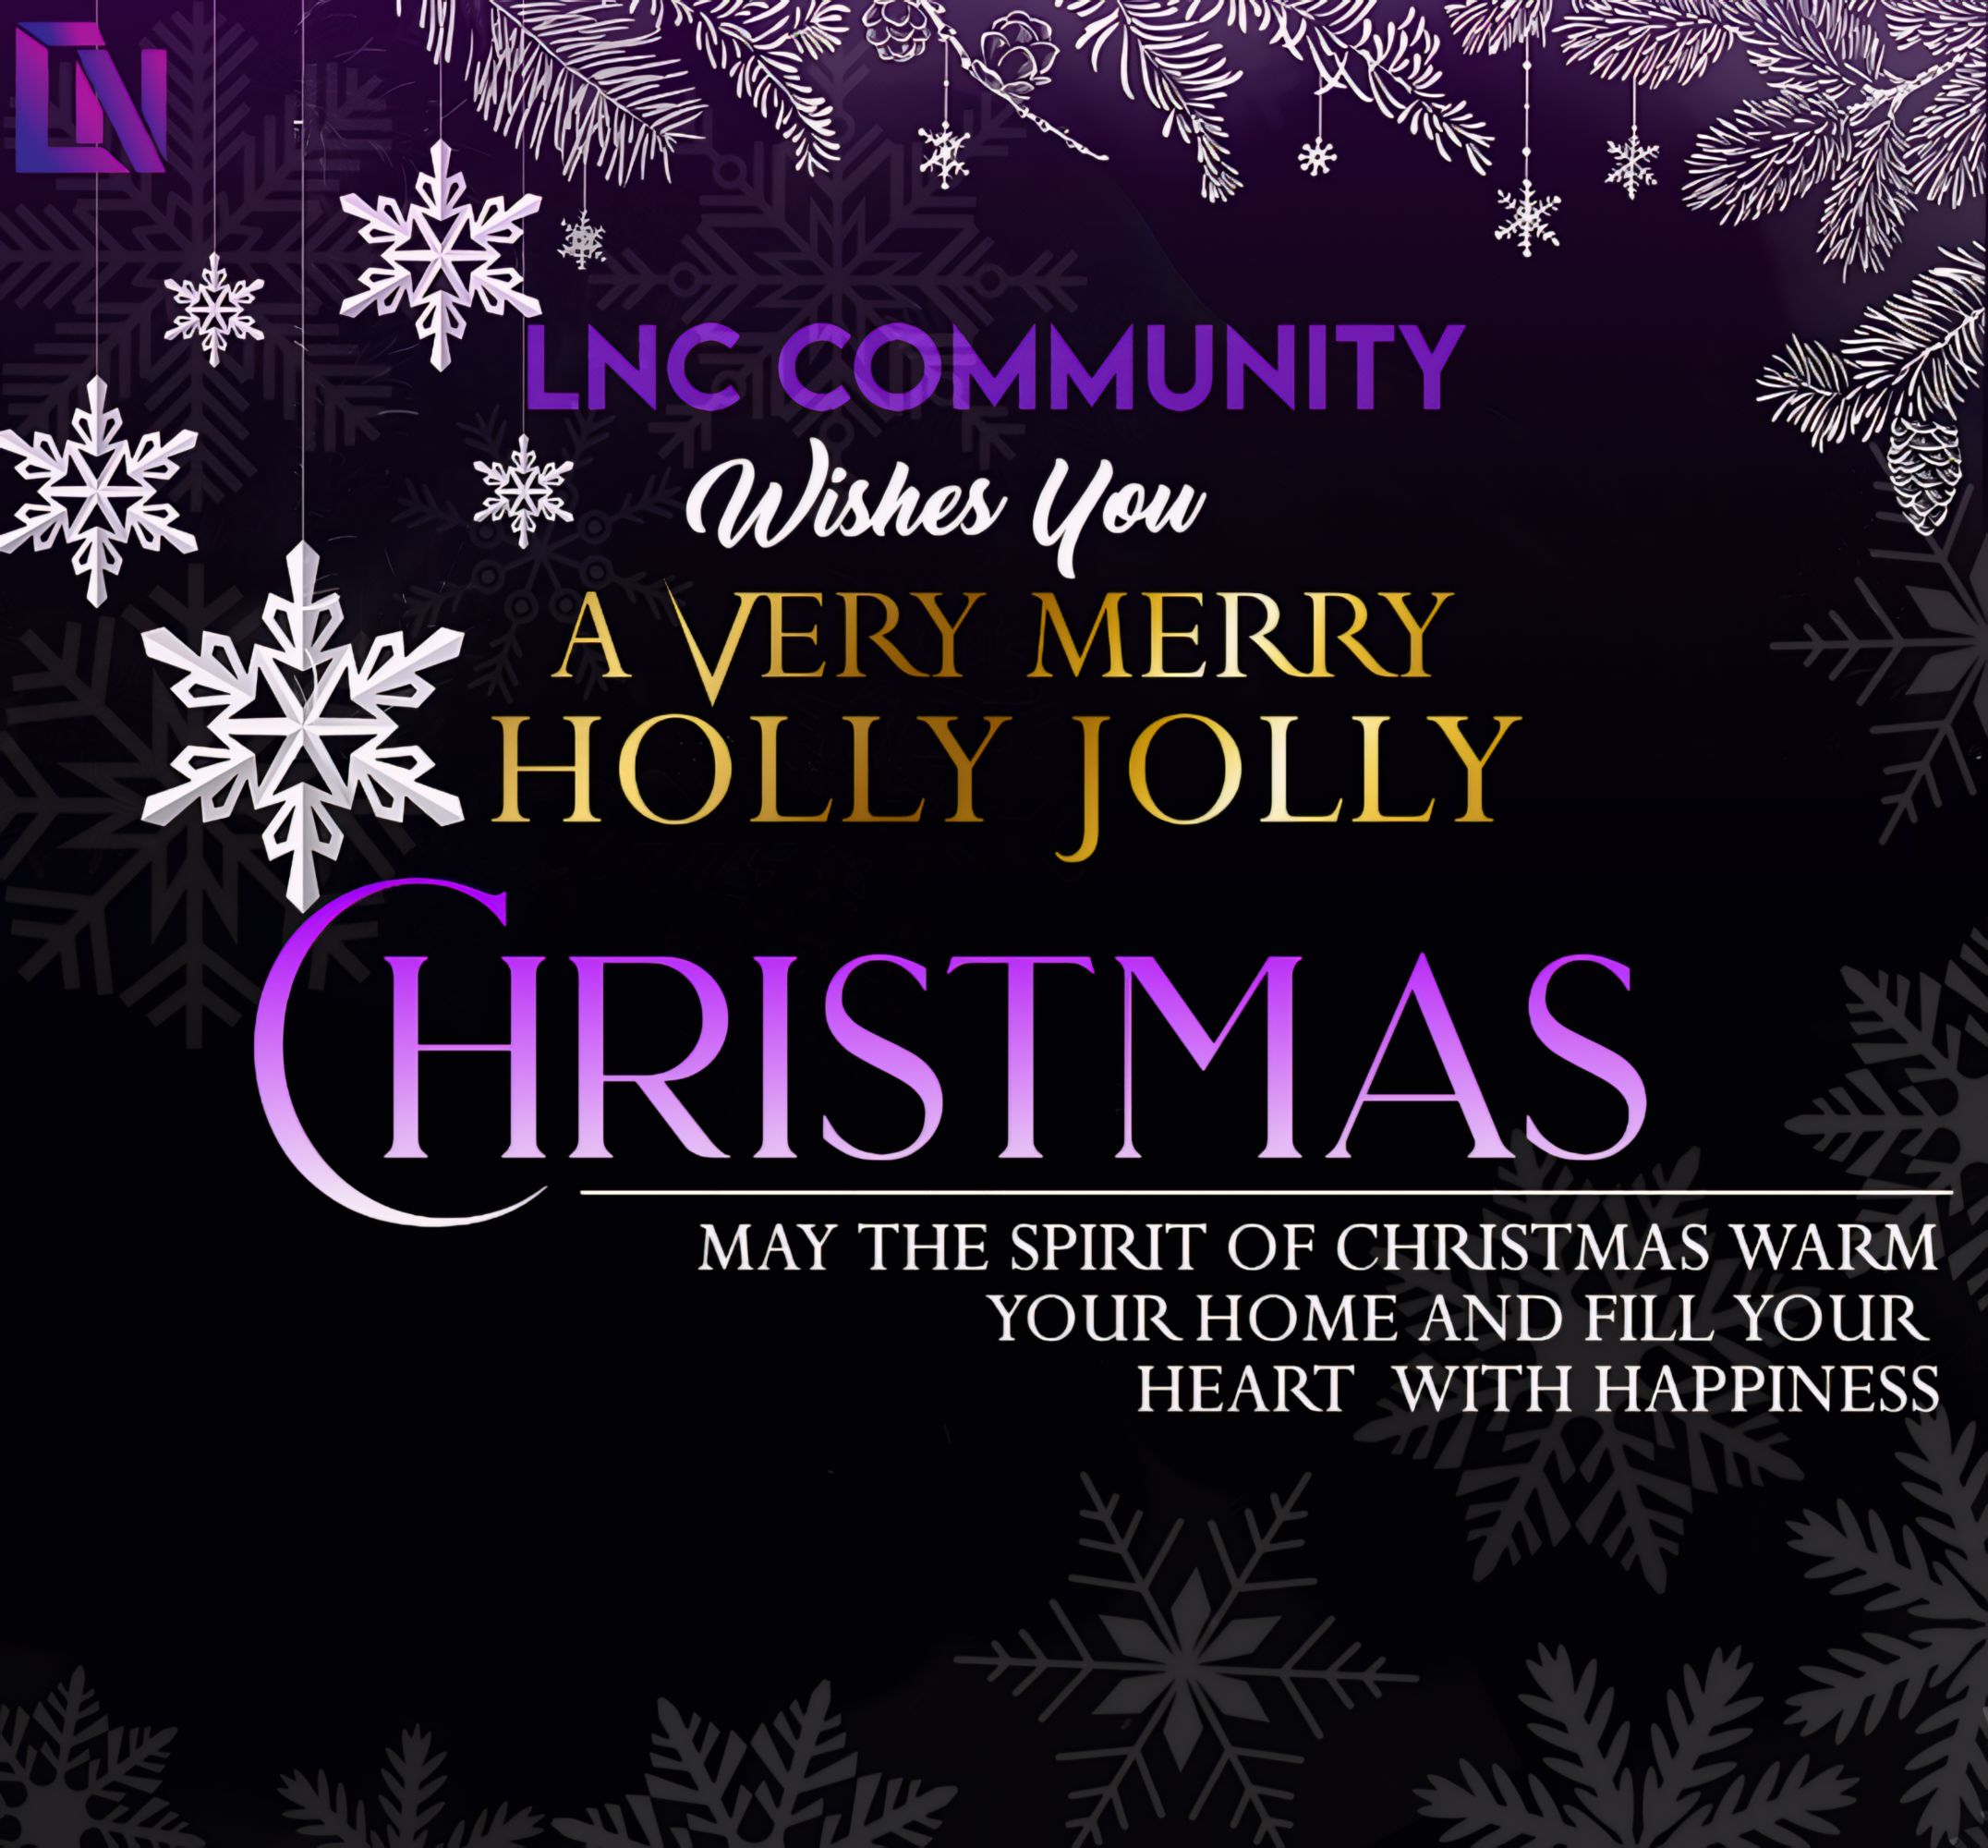 LN
LNC COMMUNITY
Wishes You
A VERY MERRY
HOLLY JOLLY
CHRISTMAS
MAY THE SPIRIT OF CHRISTMAS WARM
YOUR HOME AND FILL YOUR
HEART WITH HAPPINESS